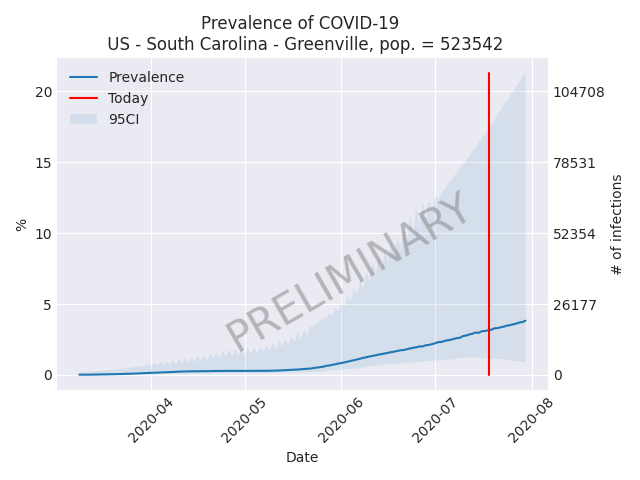 Prevalence of COVID-19
US - South Carolina - Greenville, pop. = 523542
Prevalence
Today
95CI
PRELIMINARY
%
20
15
10
5
0
104708
78531
52354
26177
0
# of infections
2020-04
2020-05
2020-06
2020-07
2020-08
Date